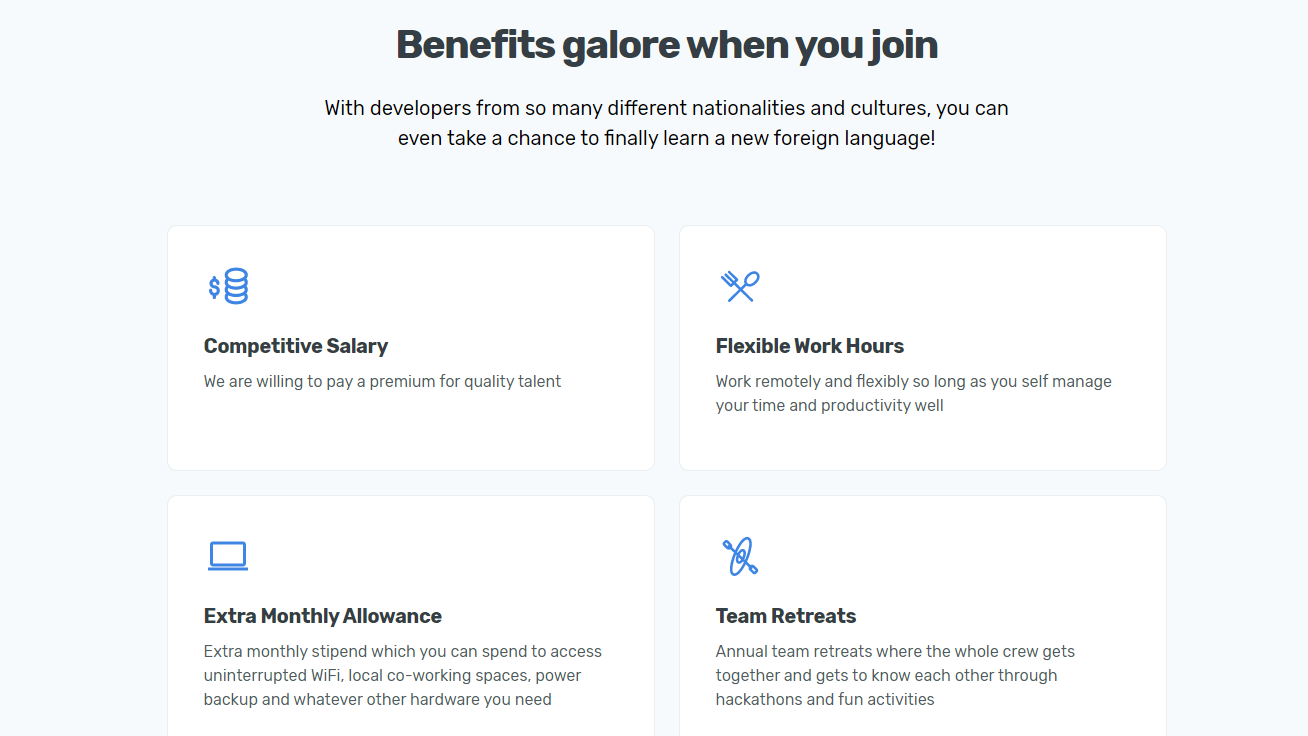 Benefits galore when you join
With developers from so many different nationalities and cultures, you can
even take a chance to finally learn a new foreign language!
$
Competitive Salary
We are willing to pay a premium for quality talent
Flexible Work Hours
Work remotely and flexibly so long as you self manage
your time and productivity well
Extra Monthly Allowance
Extra monthly stipend which you can spend to access
uninterrupted WiFi, local co-working spaces, power
backup and whatever other hardware you need
Team Retreats
Annual team retreats where the whole crew gets
together and gets to know each other through
hackathons and fun activities